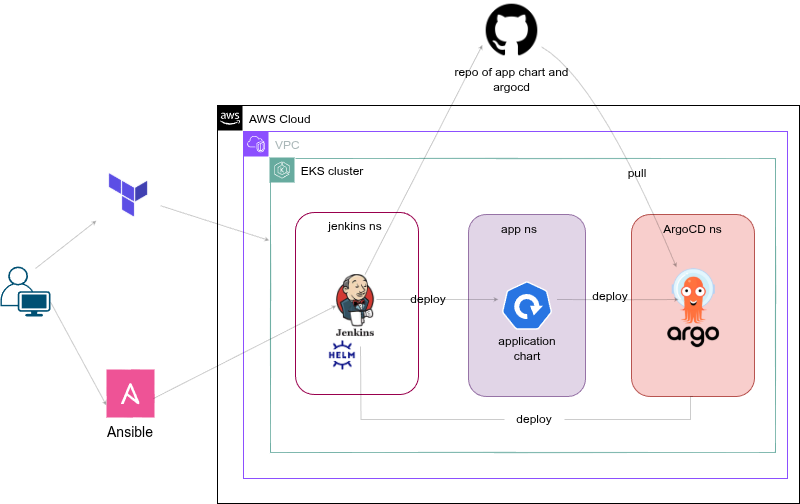 repo of app chart and
argocd
aws
AWS Cloud
VPC
EKS cluster
pull
jenkins ns
app ns
ArgoCD ns
deploy
deploy
Jenkins
HELM
application
chart
argo
deploy
Ansible